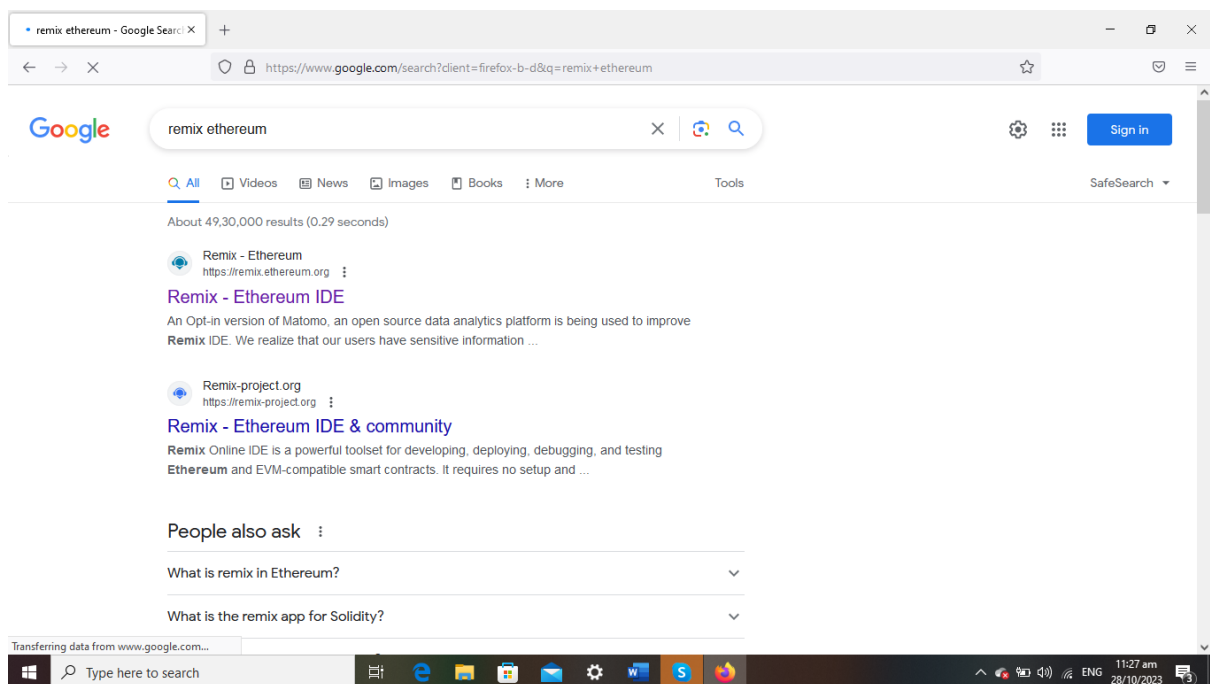 remix ethereum - Google Search
https://www.google.com/search?client=firefox-b-d&q=remix+ethereum
Google
remix ethereum
Sign in
All Videos News Images Books More Tools SafeSearch
About 49,30,000 results (0.29 seconds)
Remix - Ethereum
https://remix.ethereum.org
Remix - Ethereum IDE
An Opt-in version of Matomo, an open source data analytics platform is being used to improve
Remix IDE. We realize that our users have sensitive information ...
Remix-project.org
https://remix-project.org
Remix - Ethereum IDE & community
Remix Online IDE is a powerful toolset for developing, deploying, debugging, and testing
Ethereum and EVM-compatible smart contracts. It requires no setup and ...
People also ask
What is remix in Ethereum?
What is the remix app for Solidity?
Transferring data from www.google.com...
Type here to search
ENG
11:27 am
28/10/2023
3